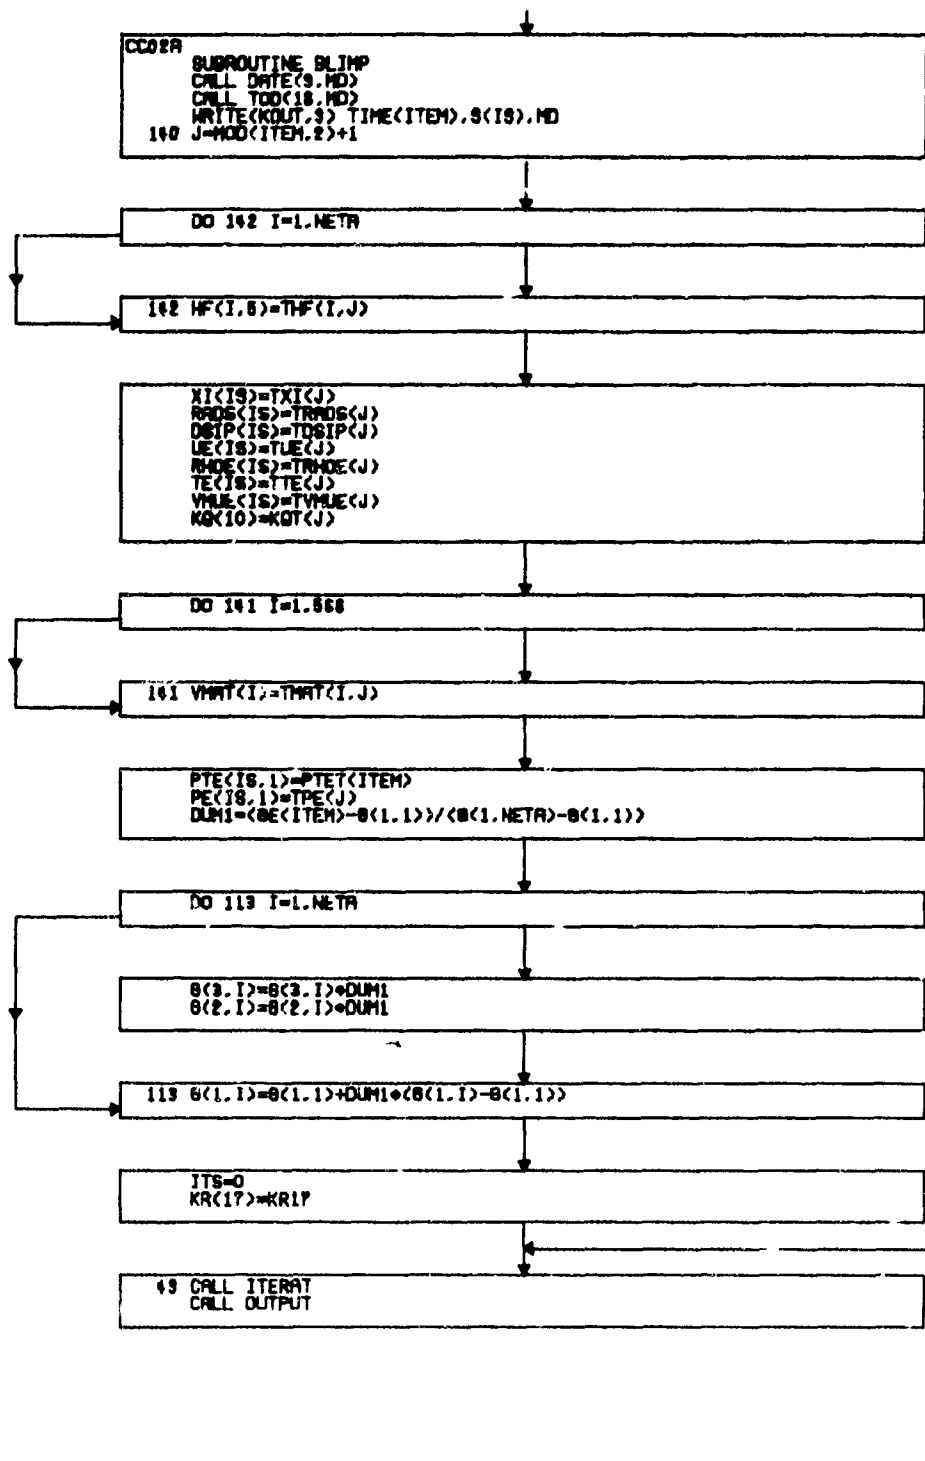 CC02A
SUBROUTINE BLIMP
CALL DATE(9,MD)
CALL TOD(18,MD)
WRITE(KOUT,9) TIME(ITEM),S(IS),MD
140 J=MOD(ITEM,2)+1
DO 142 I=1,NETA
142 HF(I,5)=THF(I,J)
XI(IS)=TXI(J)
RADS(IS)=TRADS(J)
DSIP(IS)=TDSIP(J)
UE(IS)=TUE(J)
RHOE(IS)=TRHOE(J)
TE(IS)=TTE(J)
VMUE(IS)=TVMUE(J)
KQ(10)=KQT(J)
DO 141 I=1,568
141 VMAT(I)=TMAT(I,J)
PTE(IS,1)=PTET(ITEM)
PE(IS,1)=TPE(J)
DUM1=(GE(ITEM)-G(1,1))/(G(1,NETA)-G(1,1))
DO 113 I=1,NETA
G(3,I)=G(3,I)*DUM1
G(2,I)=G(2,I)*DUM1
113 G(1,I)=G(1,1)+DUM1*(G(1,I)-G(1,1))
ITS=0
KR(17)=KR17
49 CALL ITERAT
CALL OUTPUT